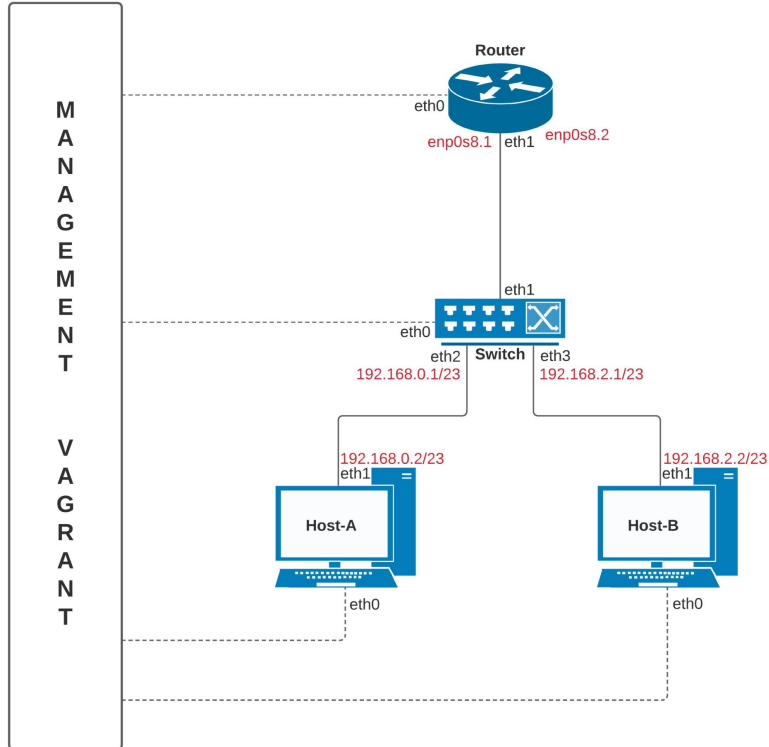 MANAGEMENT VAGRANT
Router
eth0
enp0s8.1
eth1
enp0s8.2
eth1
eth0
eth2
Switch
eth3
192.168.0.1/23
192.168.2.1/23
192.168.0.2/23
eth1
192.168.2.2/23
eth1
Host-A
Host-B
eth0
eth0